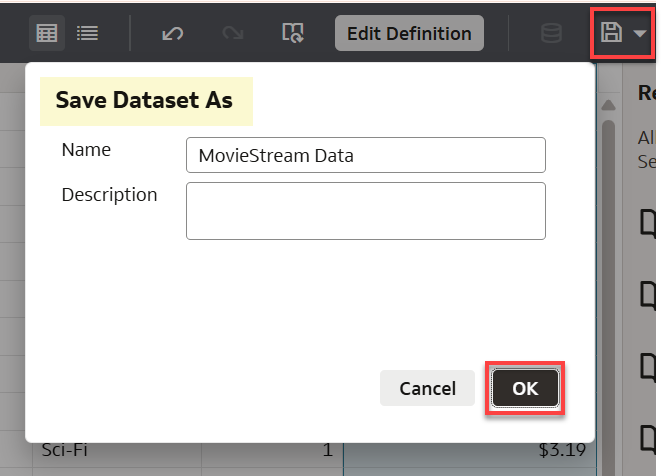 Edit Definition
Save Dataset As
Re
Name
MovieStream Data
Al
Se
Description
Cancel
OK
Sci-Fi
1
$3.19